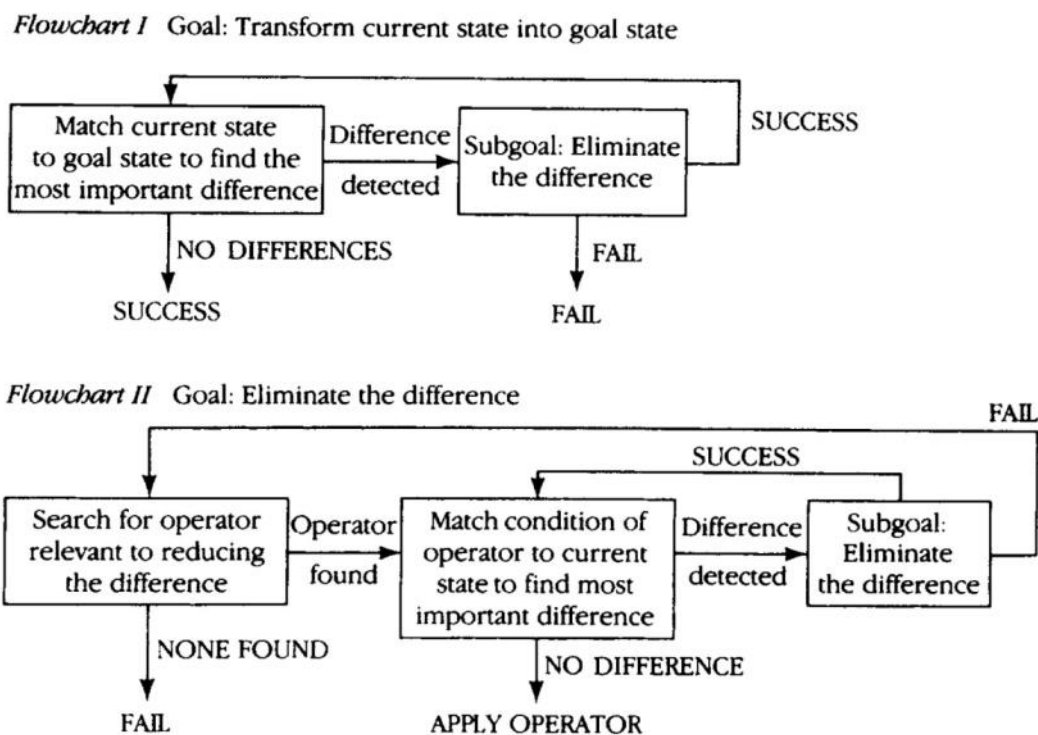 Flowchart I Goal: Transform current state into goal state
Match current state
to goal state to find the
most important difference
Difference
detected
Subgoal: Eliminate
the difference
SUCCESS
NO DIFFERENCES
SUCCESS
FAIL
FAIL
Flowchart II Goal: Eliminate the difference
FAIL
SUCCESS
Search for operator
relevant to reducing
the difference
Operator
found
Match condition of
operator to current
state to find most
important difference
Difference
detected
Subgoal:
Eliminate
the difference
NONE FOUND
FAIL
NO DIFFERENCE
APPLY OPERATOR